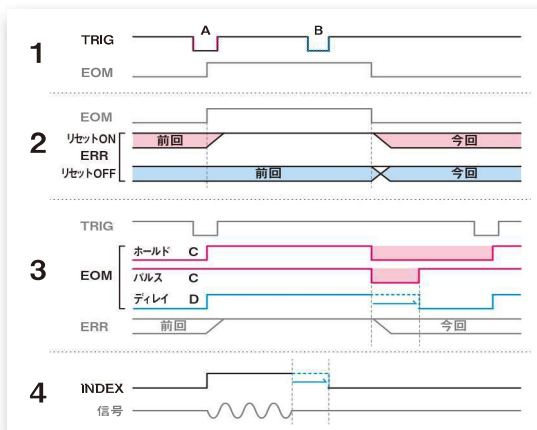 1
TRIG
A
B
EOM
2
EOM
リセットON
前回
今回
ERR
リセットOFF
前回
今回
3
TRIG
EOM
ホールド C
パルス C
ディレイ D
ERR
前回
今回
4
INDEX
信号